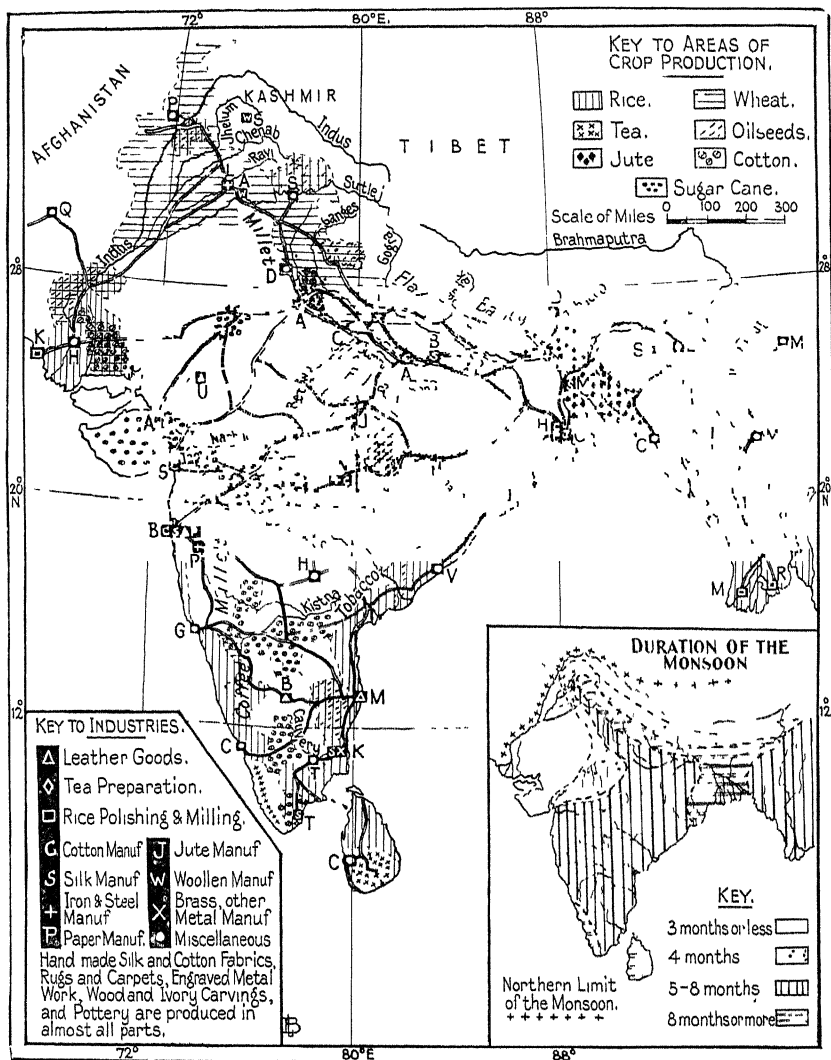 72°
80°E.
88°
KEY TO AREAS OF
CROP PRODUCTION.
Rice.
Wheat.
Tea.
Oilseeds.
Jute
Cotton.
Sugar Cane.
Scale of Miles
0 100 200 300
AFGHANISTAN
KASHMIR
TIBET
P
S
Jhelum
Chenab
Indus
Ravi
L
A
S
Sutlej
Ganges
Gogra
Brahmaputra
Q
Indus
Millet
28°
28°
D
K
H
A
C
B
A
S
M
U
A
J
M
H
C
M
S
20°
N
20°
N
B
P
Millet
H
Kistna
Tobacco
V
M
R
G
Coffee
B
M
12°
12°
C
K
T
T
C
KEY TO INDUSTRIES.
Leather Goods.
Tea Preparation.
Rice Polishing & Milling.
Cotton Manuf
J Jute Manuf
S Silk Manuf
W Woollen Manuf
+ Iron & Steel
Manuf
X Brass, other
Metal Manuf
P Paper Manuf.
Miscellaneous
Hand made Silk and Cotton Fabrics,
Rugs and Carpets, Engraved Metal
Work, Wood and Ivory Carvings,
and Pottery are produced in
almost all parts.
DURATION OF THE
MONSOON
KEY.
3 months or less
4 months
5-8 months
8 months or more
Northern Limit
of the Monsoon.
72°
80°E
88°